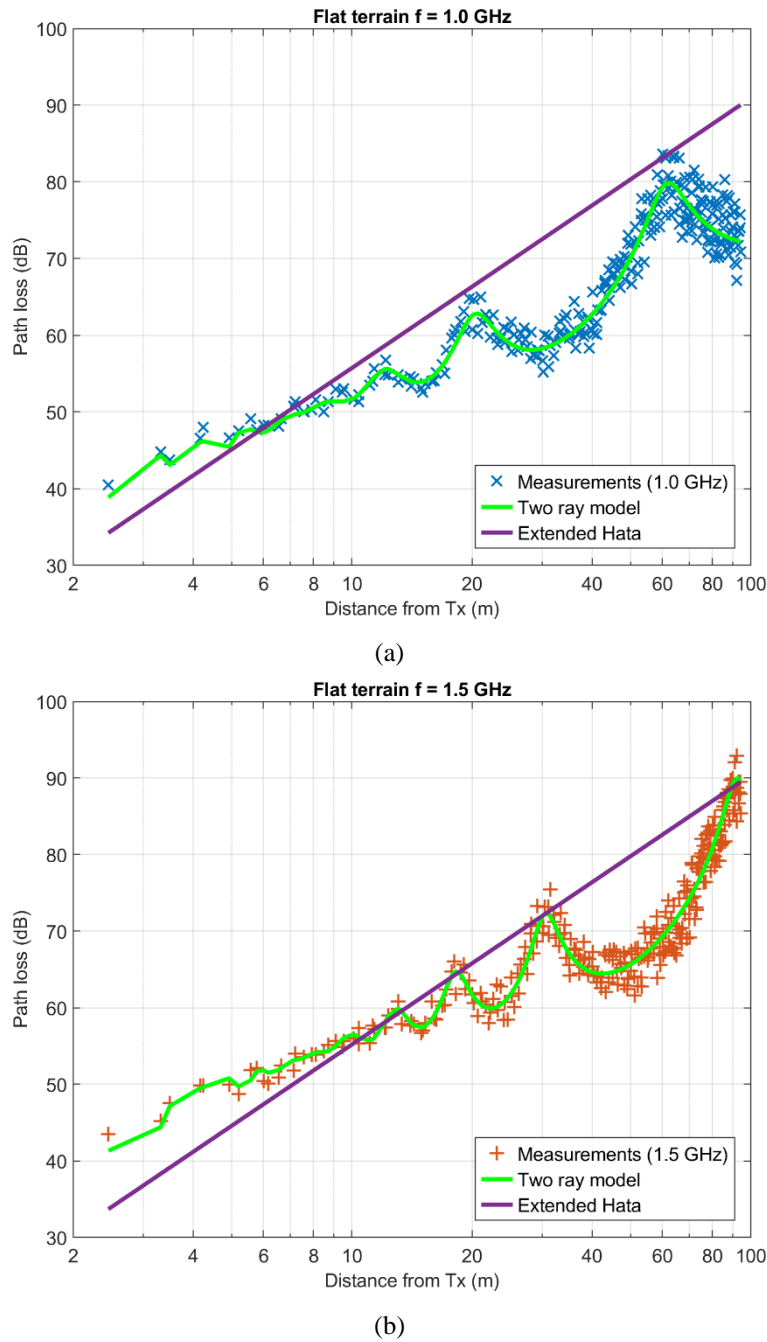 Flat terrain f = 1.0 GHz
100
90
80
70
60
50
40
30
Path loss (dB)
Measurements (1.0 GHz)
Two ray model
Extended Hata
2 4 6 8 10 20 40 60 80 100
Distance from Tx (m)
(a)
Flat terrain f = 1.5 GHz
100
90
80
70
60
50
40
30
Path loss (dB)
Measurements (1.5 GHz)
Two ray model
Extended Hata
2 4 6 8 10 20 40 60 80 100
Distance from Tx (m)
(b)